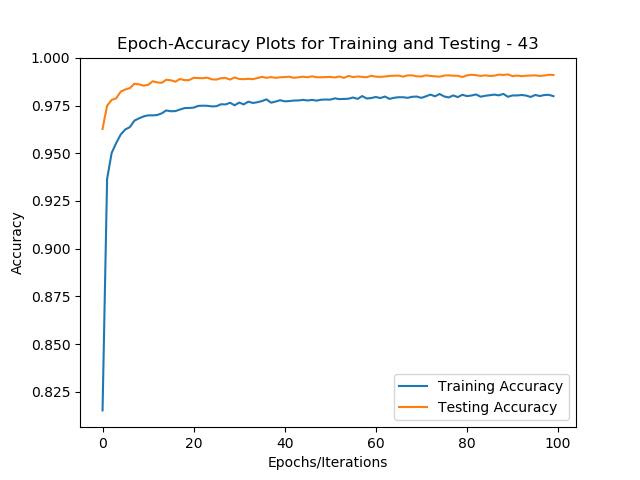 Epoch-Accuracy Plots for Training and Testing - 43
1.000
0.975
0.950
0.925
0.900
0.875
0.850
0.825
Accuracy
Training Accuracy
Testing Accuracy
0 20 40 60 80 100
Epochs/Iterations